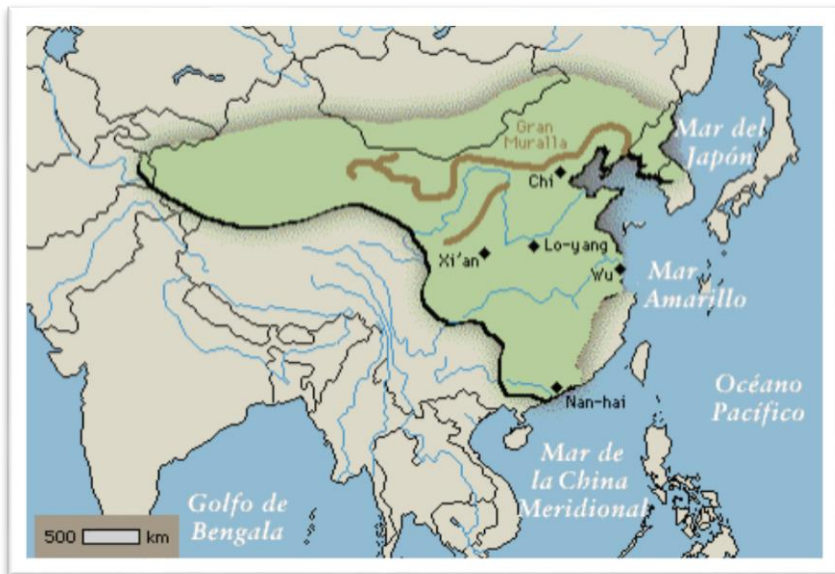 Gran
Muralla
Mar del
Japón
Chi
Xi'an
Lo-yang
Wu
Mar
Amarillo
Nan-hai
Océano
Pacífico
Mar de
la China
Meridional
Golfo de
Bengala
500 km